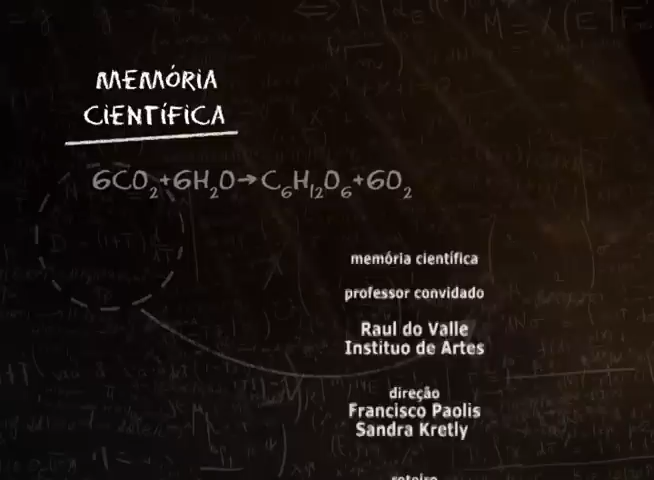 MEMÓRIA
CIENTÍFICA
6CO₂+6H₂O→C₆H₁₂O₆+6O₂
memória científica
professor convidado
Raul do Valle
Instituo de Artes
direção
Francisco Paolis
Sandra Kretly
roteiro